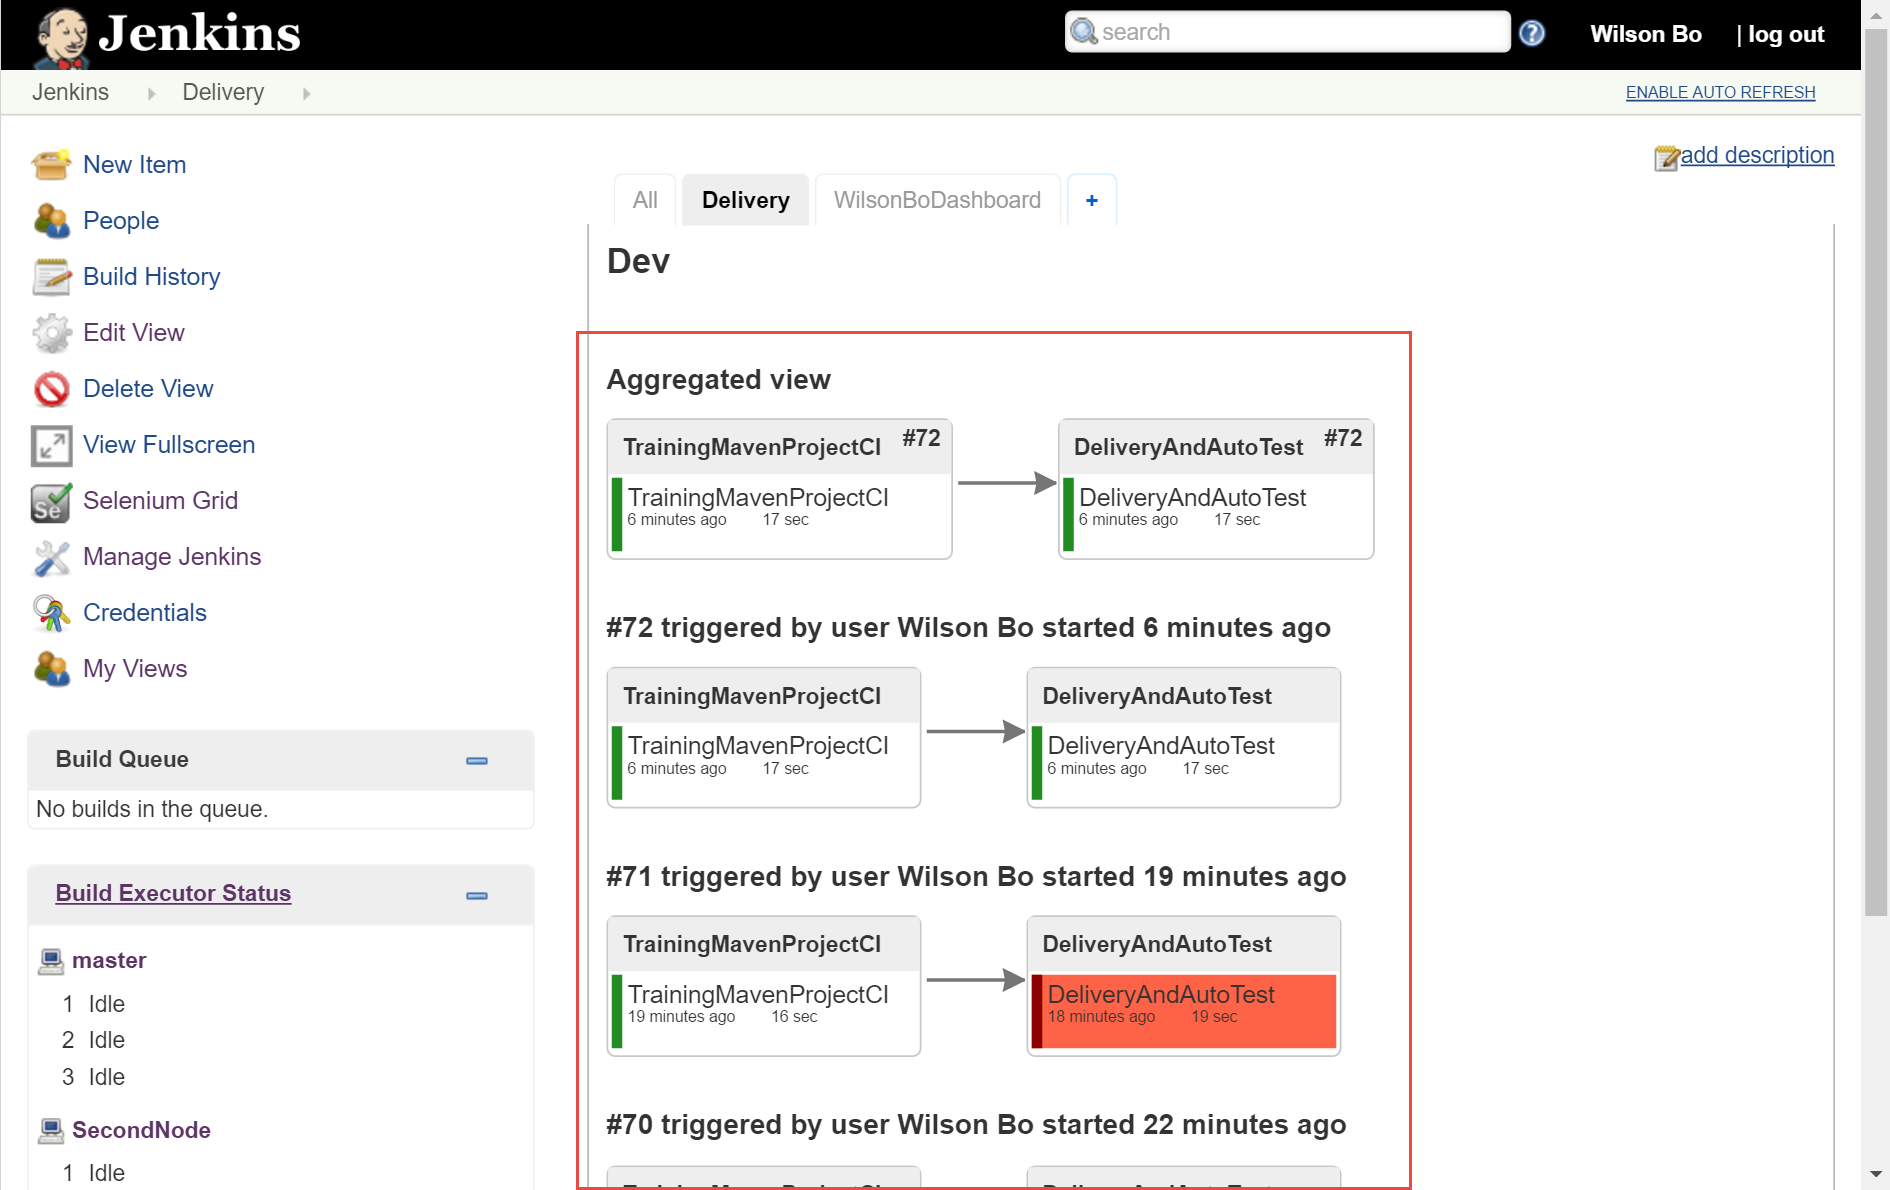 Jenkins
search
?
Wilson Bo
| log out
Jenkins
Delivery
ENABLE AUTO REFRESH
New Item
People
Build History
Edit View
Delete View
View Fullscreen
Se
Selenium Grid
Manage Jenkins
Credentials
My Views
Build Queue
No builds in the queue.
Build Executor Status
master
1 Idle
2 Idle
3 Idle
SecondNode
1 Idle
add description
All
Delivery
WilsonBoDashboard
+
Dev
Aggregated view
TrainingMavenProjectCI #72
TrainingMavenProjectCI
6 minutes ago 17 sec
DeliveryAndAutoTest #72
DeliveryAndAutoTest
6 minutes ago 17 sec
#72 triggered by user Wilson Bo started 6 minutes ago
TrainingMavenProjectCI
TrainingMavenProjectCI
6 minutes ago 17 sec
DeliveryAndAutoTest
DeliveryAndAutoTest
6 minutes ago 17 sec
#71 triggered by user Wilson Bo started 19 minutes ago
TrainingMavenProjectCI
TrainingMavenProjectCI
19 minutes ago 16 sec
DeliveryAndAutoTest
DeliveryAndAutoTest
18 minutes ago 19 sec
#70 triggered by user Wilson Bo started 22 minutes ago